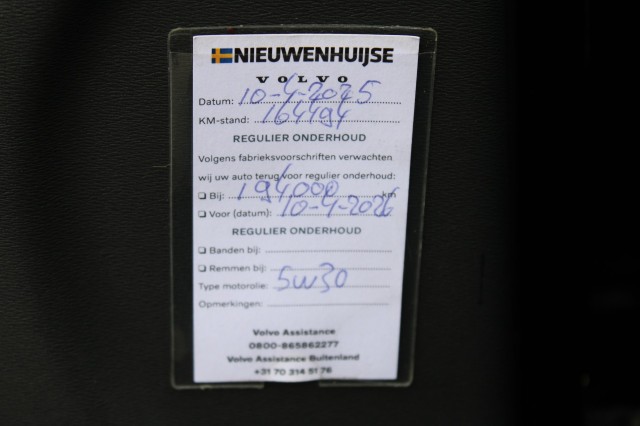 NIEUWENHUIJSE
VOLVO
Datum: 10-4-2025
KM-stand: 164494
REGULIER ONDERHOUD
Volgens fabrieksvoorschriften verwachten
wij uw auto terug voor regulier onderhoud:
Bij: 194000 km
Voor (datum): 10-4-2026
REGULIER ONDERHOUD
Banden bij:
Remmen bij:
Type motorolie: 5W30
Opmerkingen:
Volvo Assistance
0800-865862277
Volvo Assistance Buitenland
+31 70 314 51 76